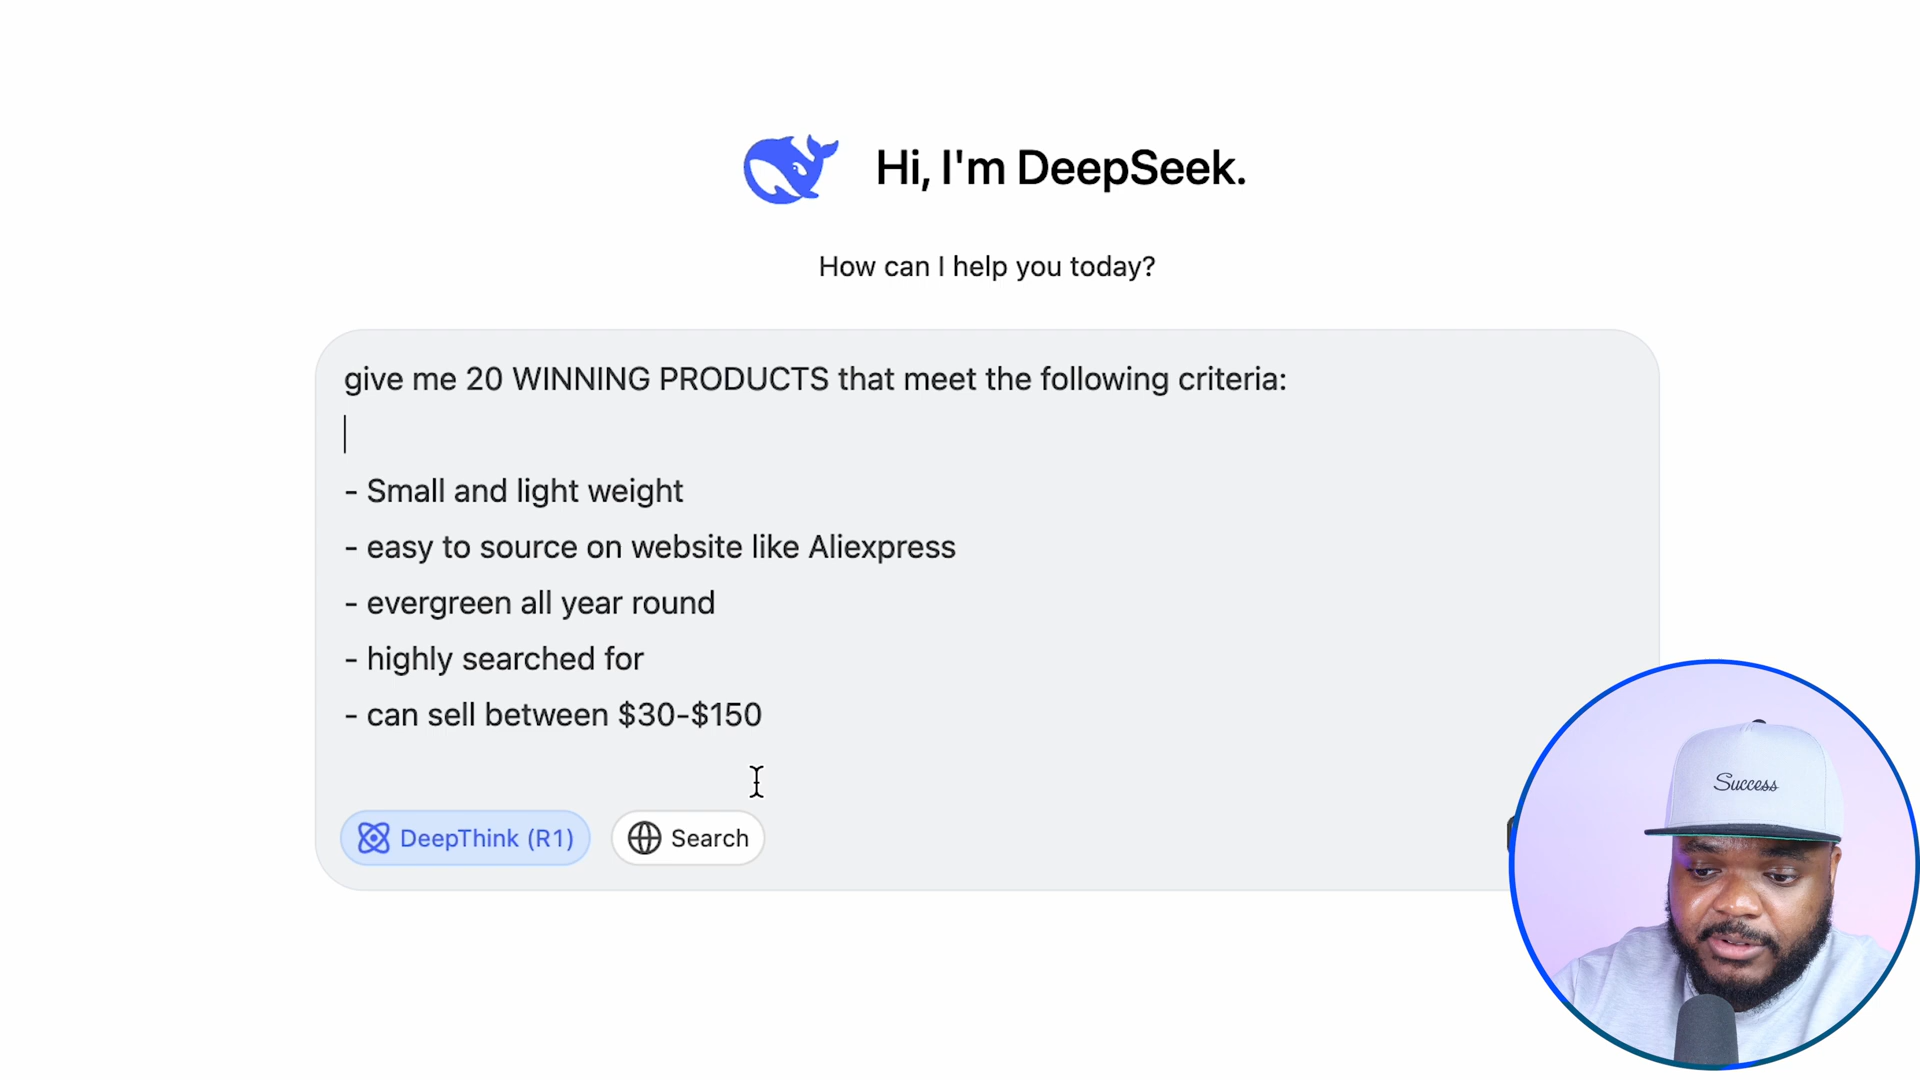 Hi, I'm DeepSeek.
How can I help you today?
give me 20 WINNING PRODUCTS that meet the following criteria:
- Small and light weight
- easy to source on website like Aliexpress
- evergreen all year round
- highly searched for
- can sell between $30-$150
DeepThink (R1)
Search
Success